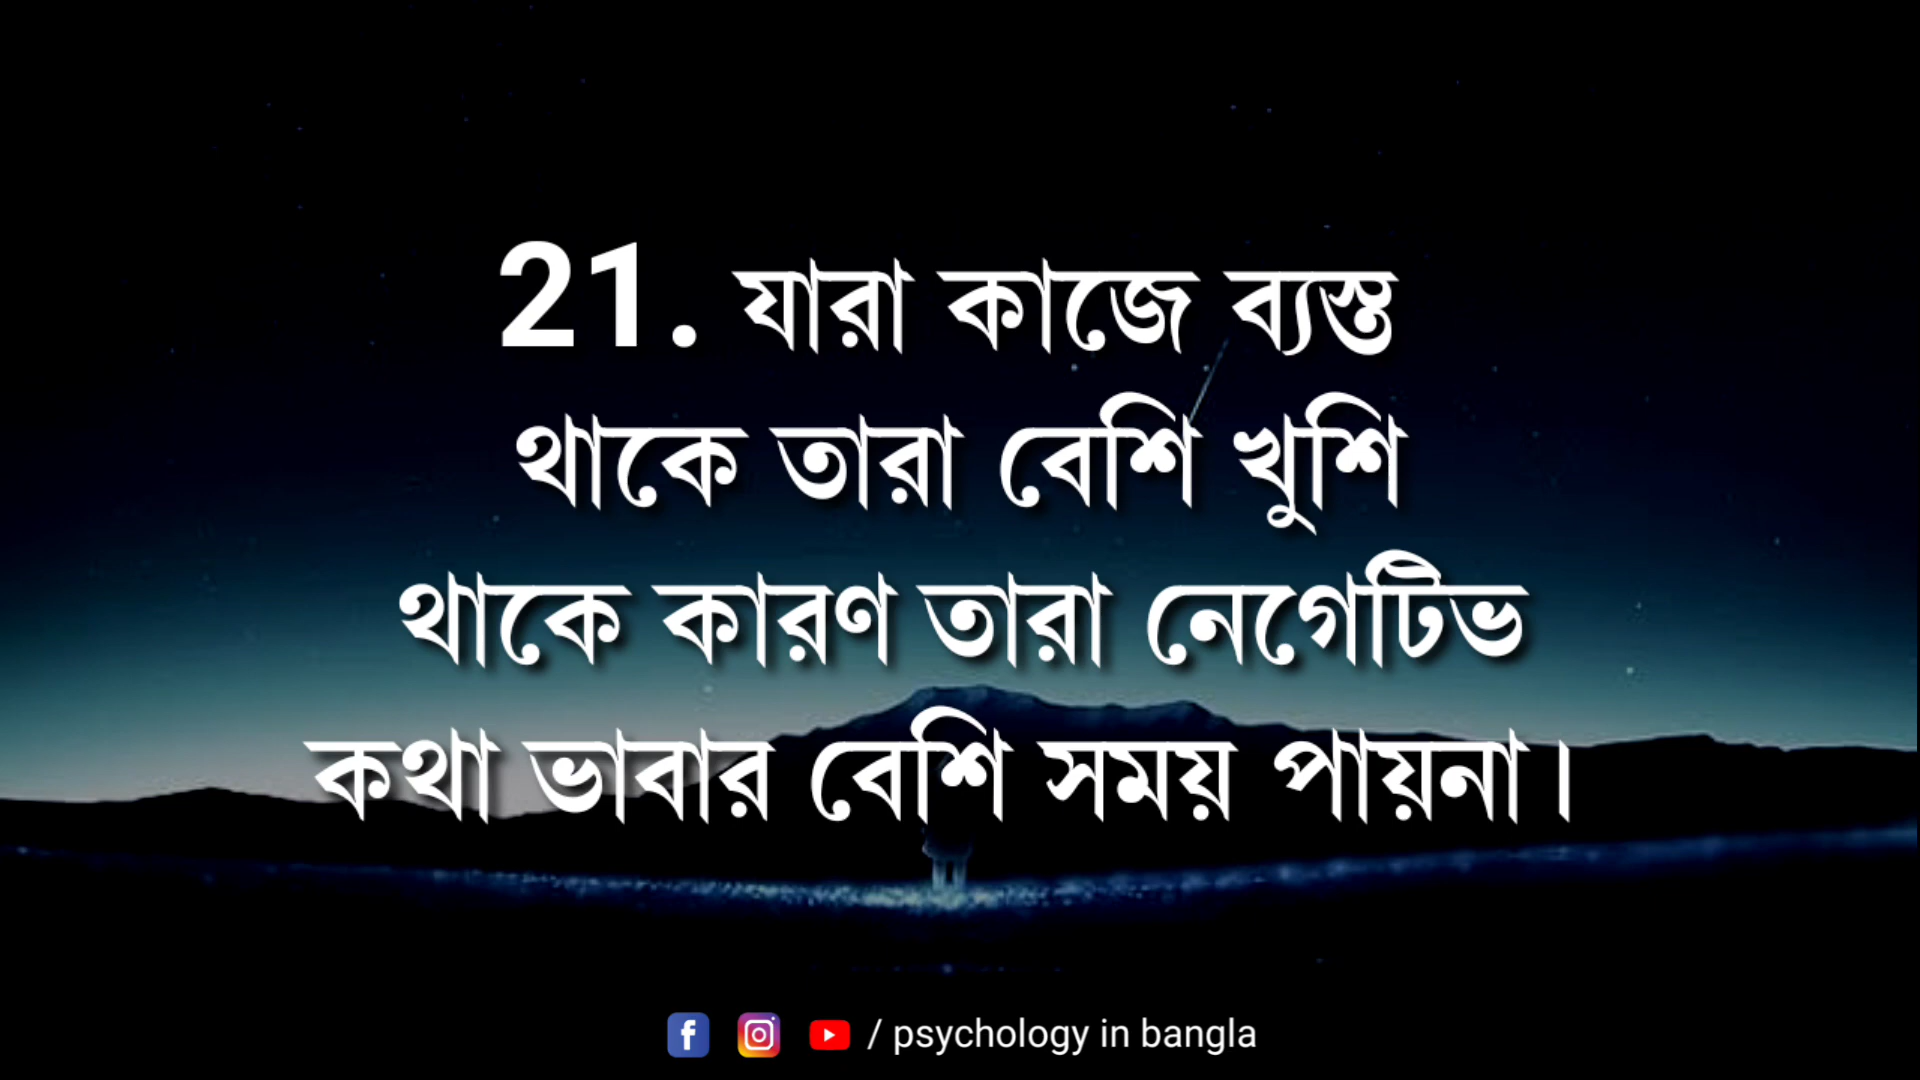 21. যারা কাজে ব্যস্ত
থাকে তারা বেশি খুশি
থাকে কারণ তারা নেগেটিভ
কথা ভাবার বেশি সময় পায়না।
/ psychology in bangla